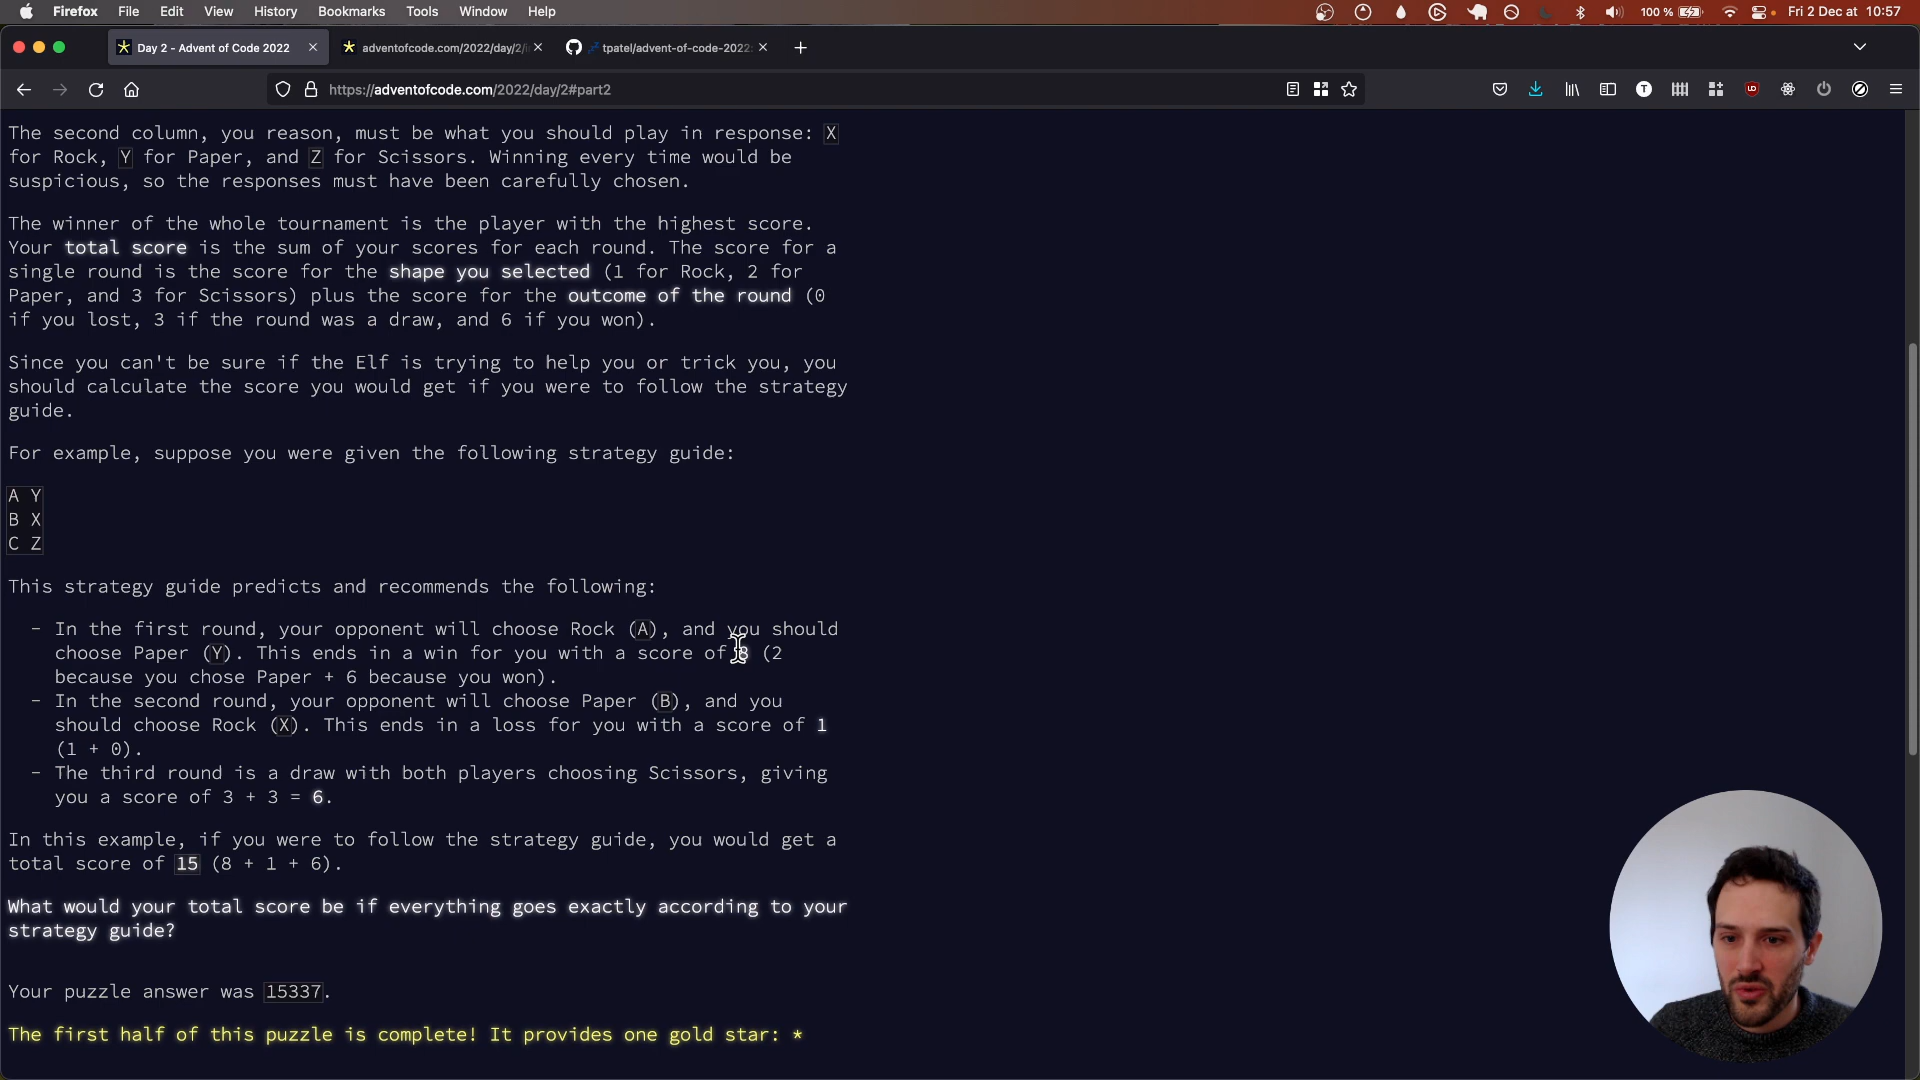 Firefox File Edit View History Bookmarks Tools Window Help 100 % Fri 2 Dec at 10:57
Day 2 - Advent of Code 2022 adventofcode.com/2022/day/2/i tpatel/advent-of-code-2022:
https://adventofcode.com/2022/day/2#part2
The second column, you reason, must be what you should play in response: X
for Rock, Y for Paper, and Z for Scissors. Winning every time would be
suspicious, so the responses must have been carefully chosen.
The winner of the whole tournament is the player with the highest score.
Your total score is the sum of your scores for each round. The score for a
single round is the score for the shape you selected (1 for Rock, 2 for
Paper, and 3 for Scissors) plus the score for the outcome of the round (0
if you lost, 3 if the round was a draw, and 6 if you won).
Since you can't be sure if the Elf is trying to help you or trick you, you
should calculate the score you would get if you were to follow the strategy
guide.
For example, suppose you were given the following strategy guide:
A Y
B X
C Z
This strategy guide predicts and recommends the following:
- In the first round, your opponent will choose Rock (A), and you should
choose Paper (Y). This ends in a win for you with a score of 8 (2
because you chose Paper + 6 because you won).
- In the second round, your opponent will choose Paper (B), and you
should choose Rock (X). This ends in a loss for you with a score of 1
(1 + 0).
- The third round is a draw with both players choosing Scissors, giving
you a score of 3 + 3 = 6.
In this example, if you were to follow the strategy guide, you would get a
total score of 15 (8 + 1 + 6).
What would your total score be if everything goes exactly according to your
strategy guide?
Your puzzle answer was 15337.
The first half of this puzzle is complete! It provides one gold star: *